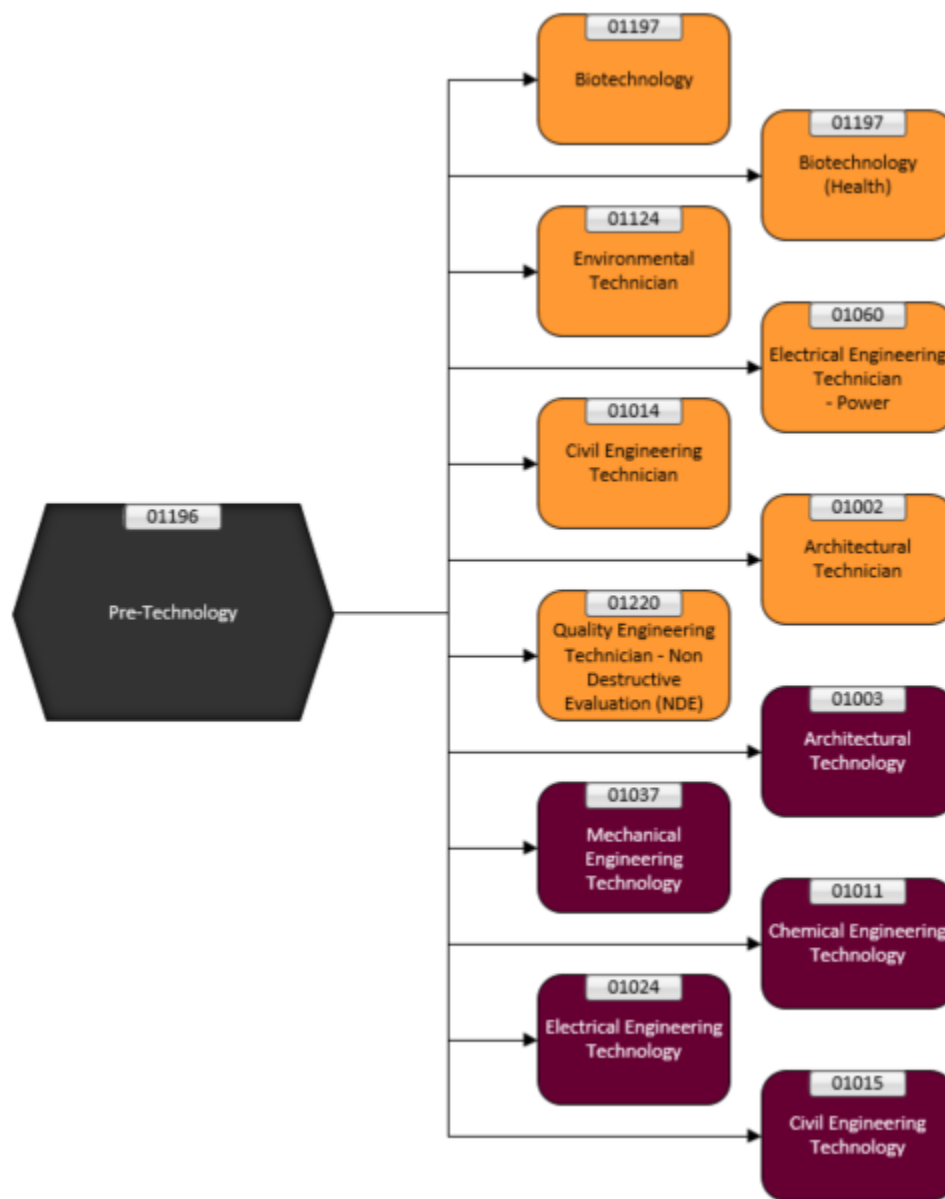 01197
Biotechnology
01197
Biotechnology
(Health)
01124
Environmental
Technician
01060
Electrical Engineering
Technician
- Power
01014
Civil Engineering
Technician
01196
Pre-Technology
01002
Architectural
Technician
01220
Quality Engineering
Technician - Non
Destructive
Evaluation (NDE)
01003
Architectural
Technology
01037
Mechanical
Engineering
Technology
01011
Chemical Engineering
Technology
01024
Electrical Engineering
Technology
01015
Civil Engineering
Technology